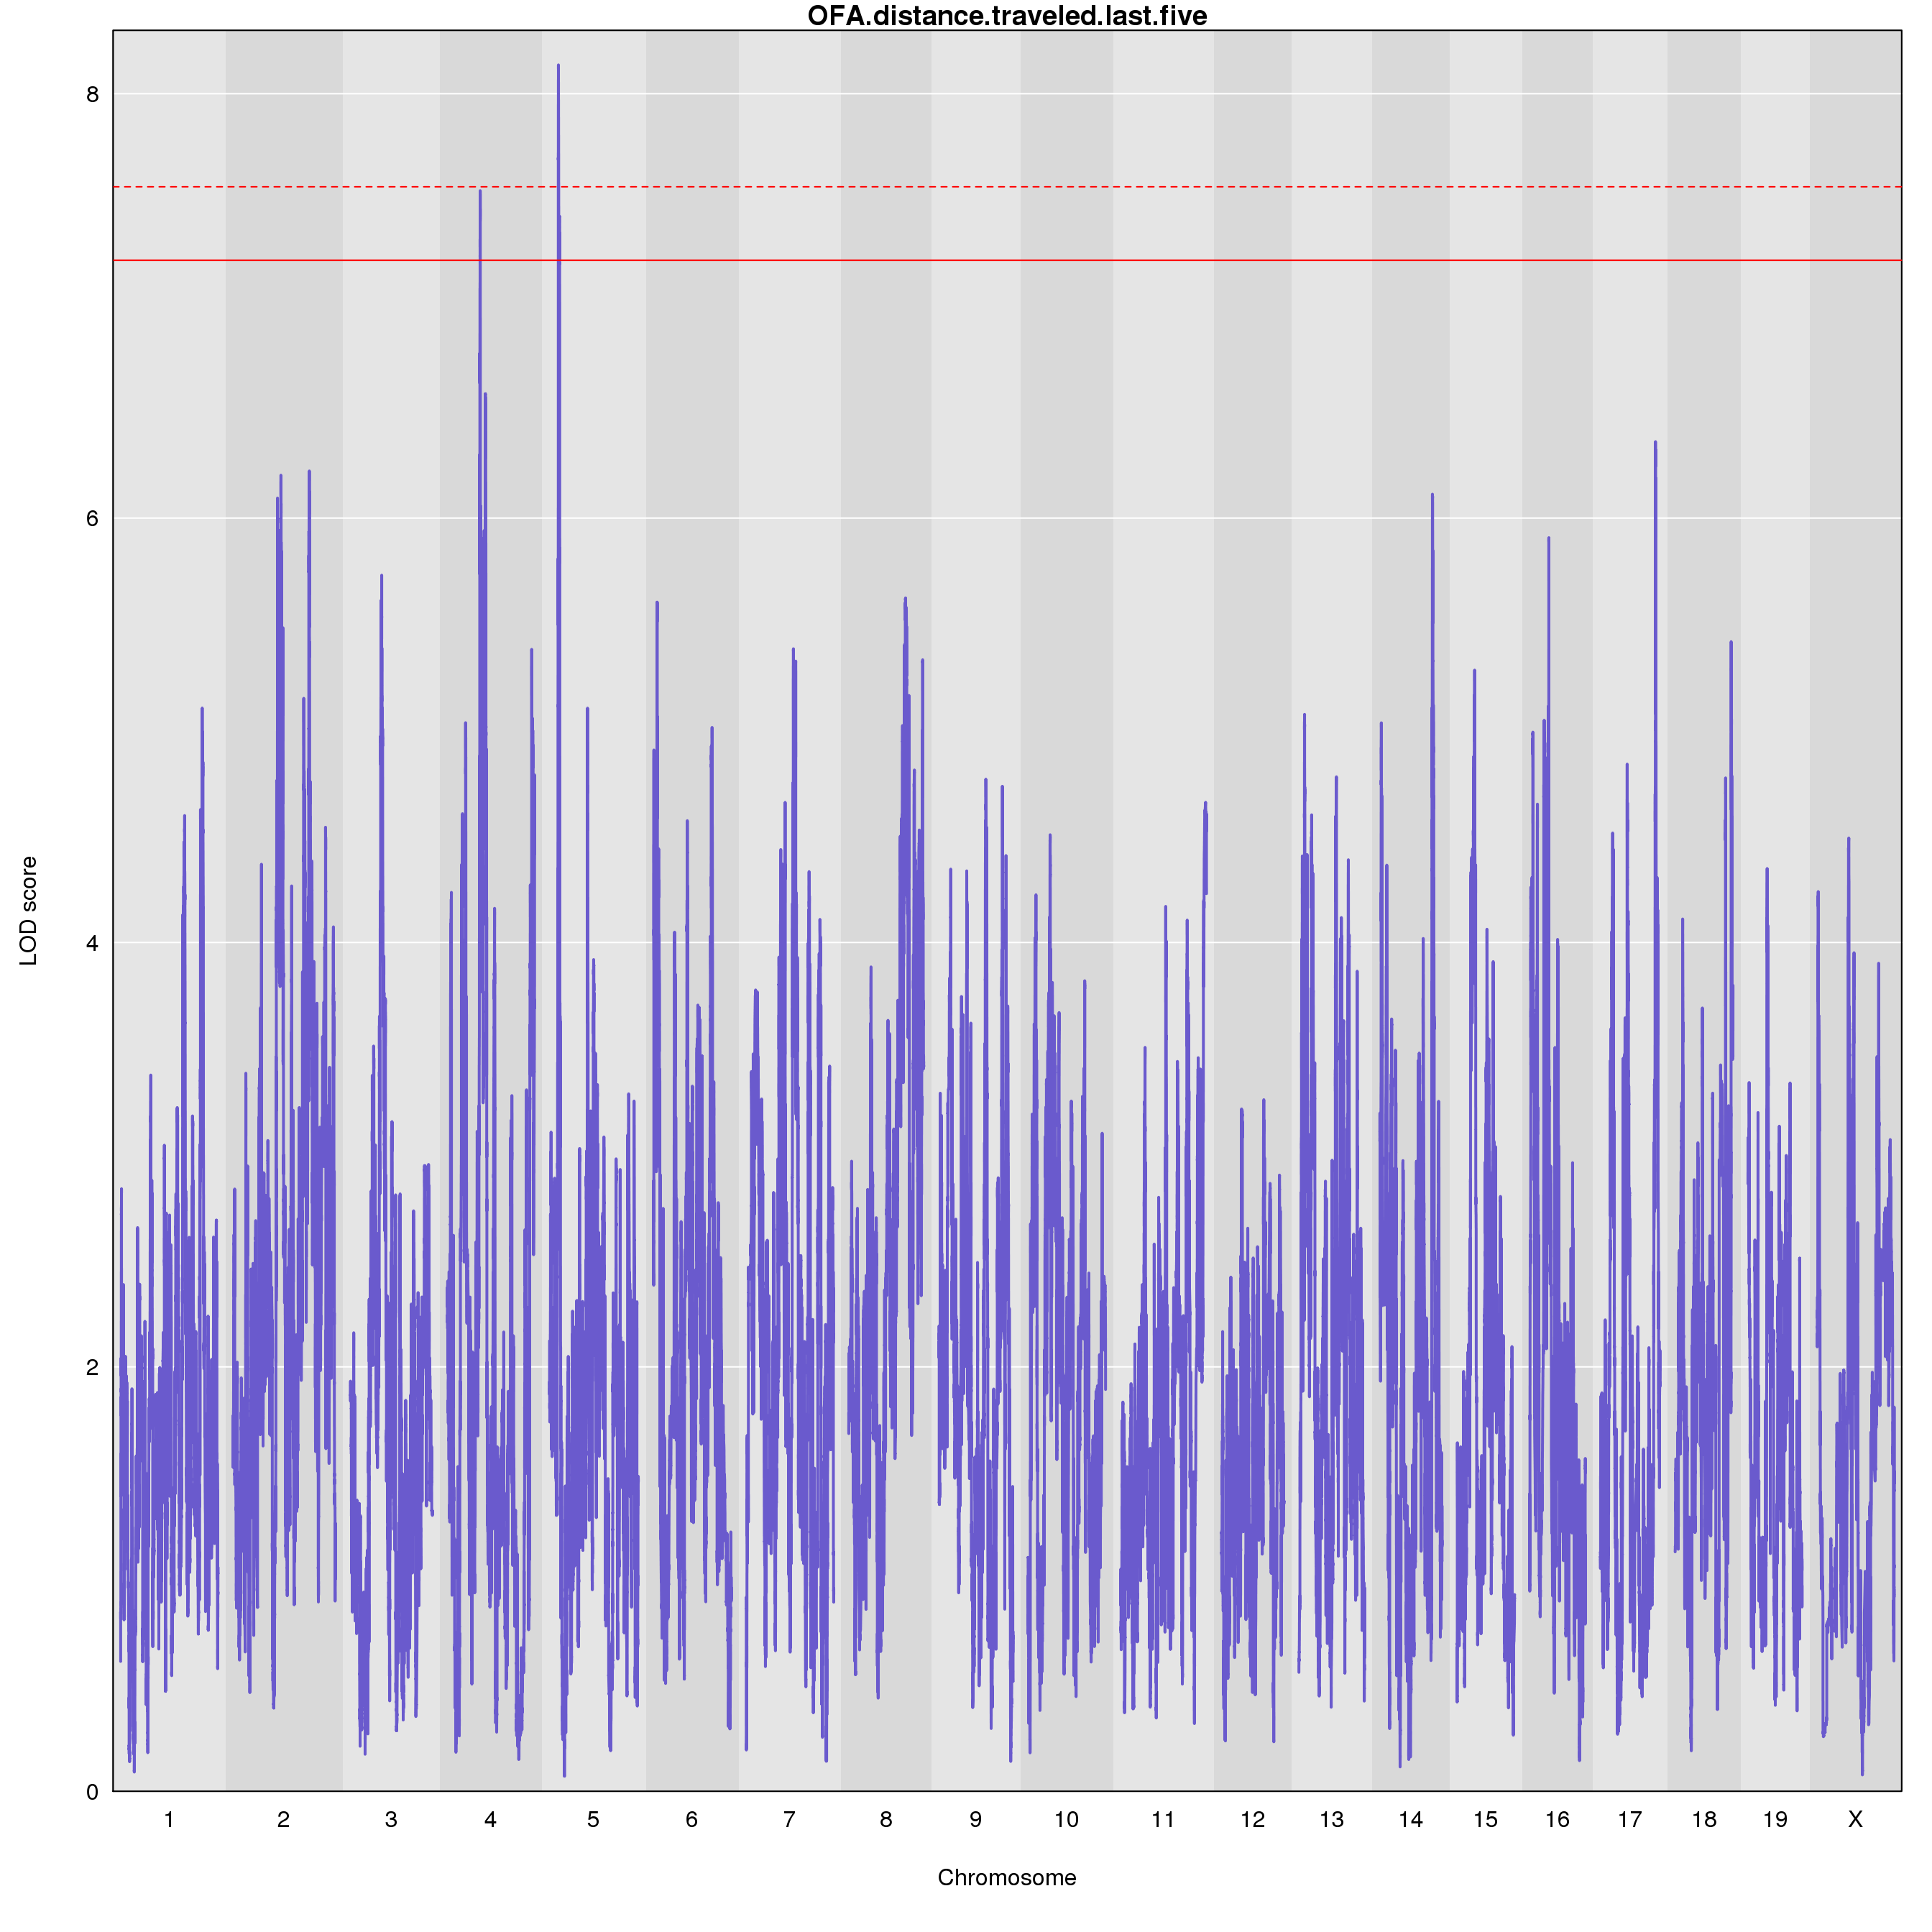 OFA.distance.traveled.last.five
8
6
4
2
0
LOD score
1 2 3 4 5 6 7 8 9 10 11 12 13 14 15 16 17 18 19 X
Chromosome